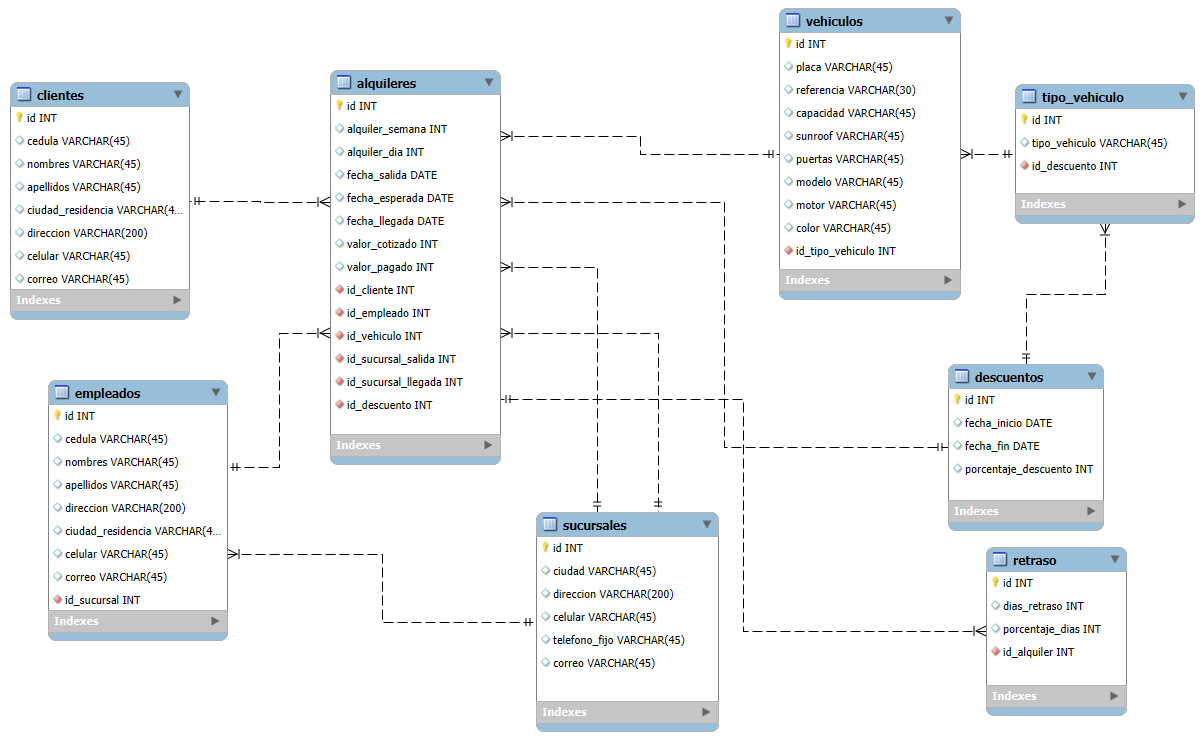 clientes
id INT
cedula VARCHAR(45)
nombres VARCHAR(45)
apellidos VARCHAR(45)
ciudad_residencia VARCHAR(4...
direccion VARCHAR(200)
celular VARCHAR(45)
correo VARCHAR(45)
Indexes
alquileres
id INT
alquiler_semana INT
alquiler_dia INT
fecha_salida DATE
fecha_esperada DATE
fecha_llegada DATE
valor_cotizado INT
valor_pagado INT
id_cliente INT
id_empleado INT
id_vehiculo INT
id_sucursal_salida INT
id_sucursal_llegada INT
id_descuento INT
Indexes
vehiculos
id INT
placa VARCHAR(45)
referencia VARCHAR(30)
capacidad VARCHAR(45)
sunroof VARCHAR(45)
puertas VARCHAR(45)
modelo VARCHAR(45)
motor VARCHAR(45)
color VARCHAR(45)
id_tipo_vehiculo INT
Indexes
tipo_vehiculo
id INT
tipo_vehiculo VARCHAR(45)
id_descuento INT
Indexes
empleados
id INT
cedula VARCHAR(45)
nombres VARCHAR(45)
apellidos VARCHAR(45)
direccion VARCHAR(200)
ciudad_residencia VARCHAR(4...
celular VARCHAR(45)
correo VARCHAR(45)
id_sucursal INT
Indexes
sucursales
id INT
ciudad VARCHAR(45)
direccion VARCHAR(200)
celular VARCHAR(45)
telefono_fijo VARCHAR(45)
correo VARCHAR(45)
Indexes
descuentos
id INT
fecha_inicio DATE
fecha_fin DATE
porcentaje_descuento INT
Indexes
retraso
id INT
dias_retraso INT
porcentaje_dias INT
id_alquiler INT
Indexes